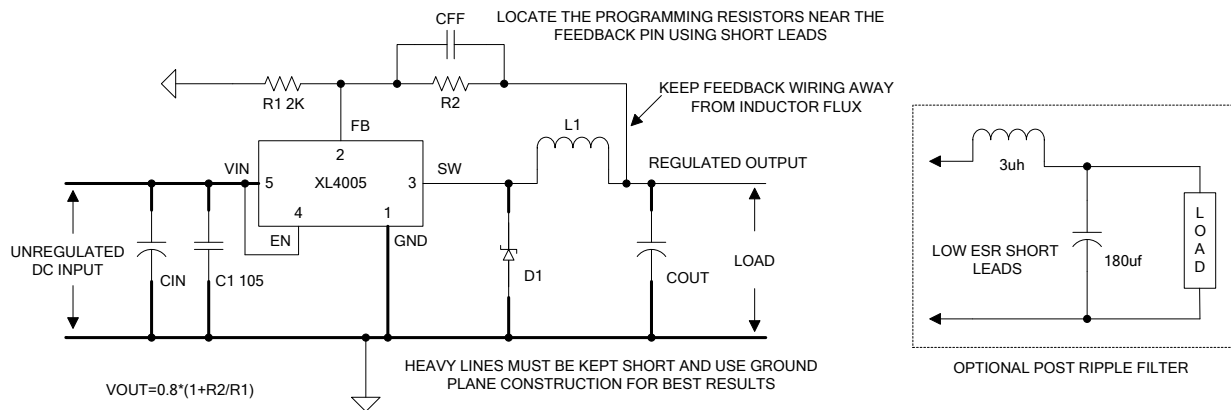 CFF
LOCATE THE PROGRAMMING RESISTORS NEAR THE
FEEDBACK PIN USING SHORT LEADS
R1 2K
R2
KEEP FEEDBACK WIRING AWAY
FROM INDUCTOR FLUX
FB
L1
2
VIN
5
XL4005
3
SW
REGULATED OUTPUT
4
1
EN
GND
UNREGULATED
DC INPUT
CIN
C1 105
D1
COUT
LOAD
HEAVY LINES MUST BE KEPT SHORT AND USE GROUND
PLANE CONSTRUCTION FOR BEST RESULTS
VOUT=0.8*(1+R2/R1)
3uh
LOW ESR SHORT
LEADS
180uf
LOAD
OPTIONAL POST RIPPLE FILTER